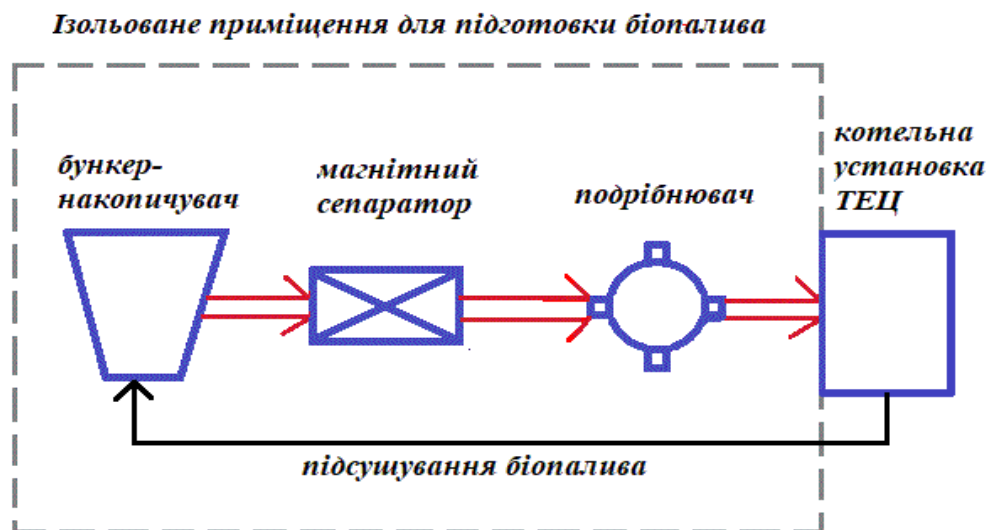 Ізольоване приміщення для підготовки біопалива
бункер-
накопичувач
магнітний
сепаратор
подрібнювач
котельна
установка
ТЕЦ
підсушування біопалива